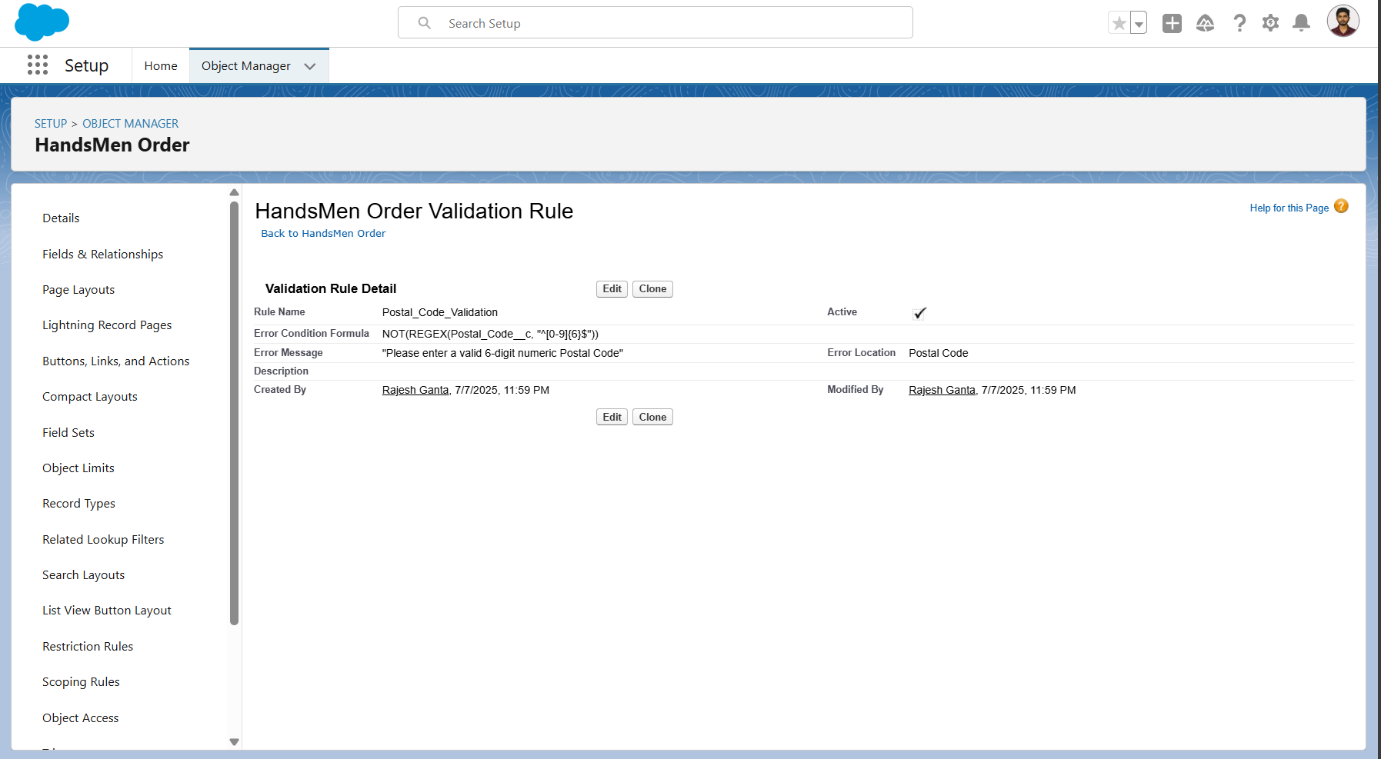 Search Setup
Setup
Home
Object Manager
SETUP > OBJECT MANAGER
HandsMen Order
Details
Fields & Relationships
Page Layouts
Lightning Record Pages
Buttons, Links, and Actions
Compact Layouts
Field Sets
Object Limits
Record Types
Related Lookup Filters
Search Layouts
List View Button Layout
Restriction Rules
Scoping Rules
Object Access
HandsMen Order Validation Rule
Help for this Page ?
Back to HandsMen Order
Validation Rule Detail Edit Clone
Rule Name Postal_Code_Validation Active
Error Condition Formula NOT(REGEX(Postal_Code__c, "^[0-9]{6}$"))
Error Message "Please enter a valid 6-digit numeric Postal Code" Error Location Postal Code
Description
Created By Rajesh Ganta, 7/7/2025, 11:59 PM Modified By Rajesh Ganta, 7/7/2025, 11:59 PM
Edit Clone